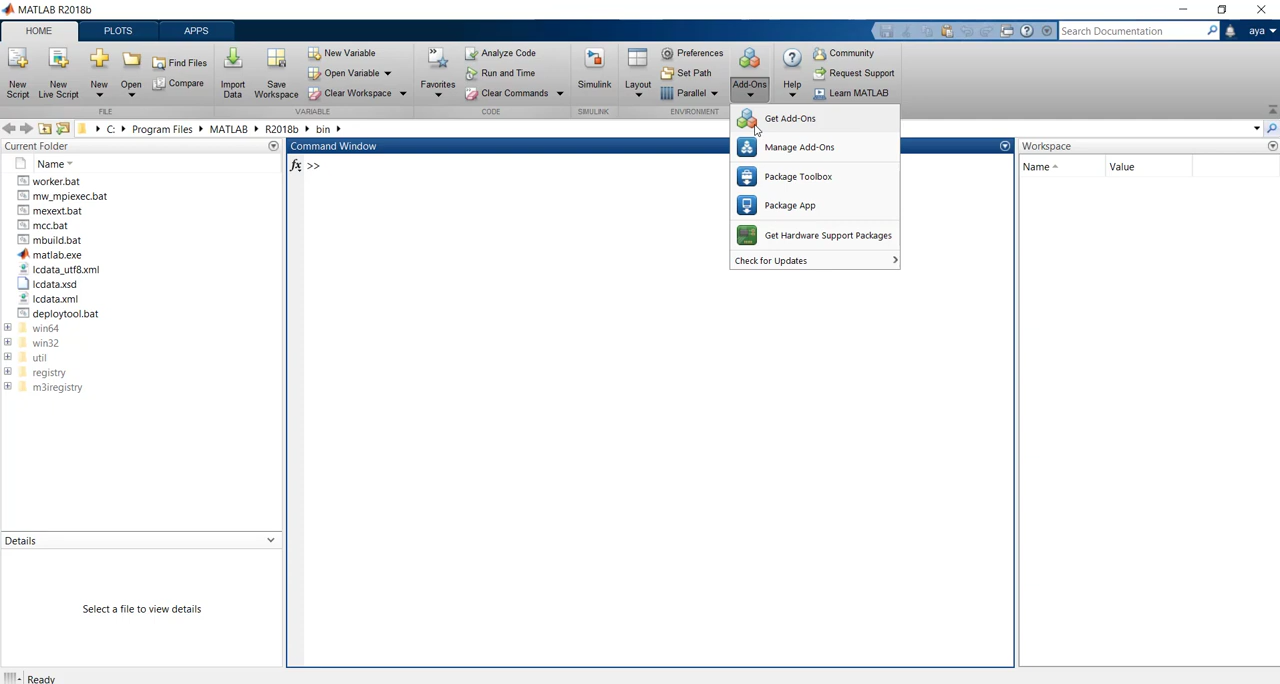 MATLAB R2018b
HOME PLOTS APPS
Search Documentation aya
New Script
New Live Script
New
Open
Find Files
Compare
Import Data
Save Workspace
New Variable
Open Variable
Clear Workspace
Favorites
Analyze Code
Run and Time
Clear Commands
Simulink
Layout
Preferences
Set Path
Parallel
Add-Ons
Help
Community
Request Support
Learn MATLAB
FILE VARIABLE CODE SIMULINK ENVIRONMENT
Get Add-Ons
Manage Add-Ons
Package Toolbox
Package App
Get Hardware Support Packages
Check for Updates
C: Program Files MATLAB R2018b bin
Current Folder
Name
worker.bat
mw_mpiexec.bat
mexext.bat
mcc.bat
mbuild.bat
matlab.exe
lcdata_utf8.xml
lcdata.xsd
lcdata.xml
deploytool.bat
win64
win32
util
registry
m3iregistry
Details
Select a file to view details
Command Window
fx >>
Workspace
Name Value
Ready